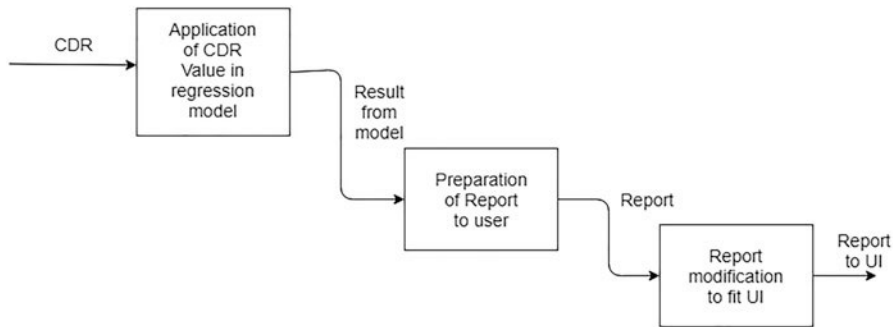 CDR
Application
of CDR
Value in
regression
model
Result
from
model
Preparation
of Report
to user
Report
Report
modification
to fit UI
Report
to UI